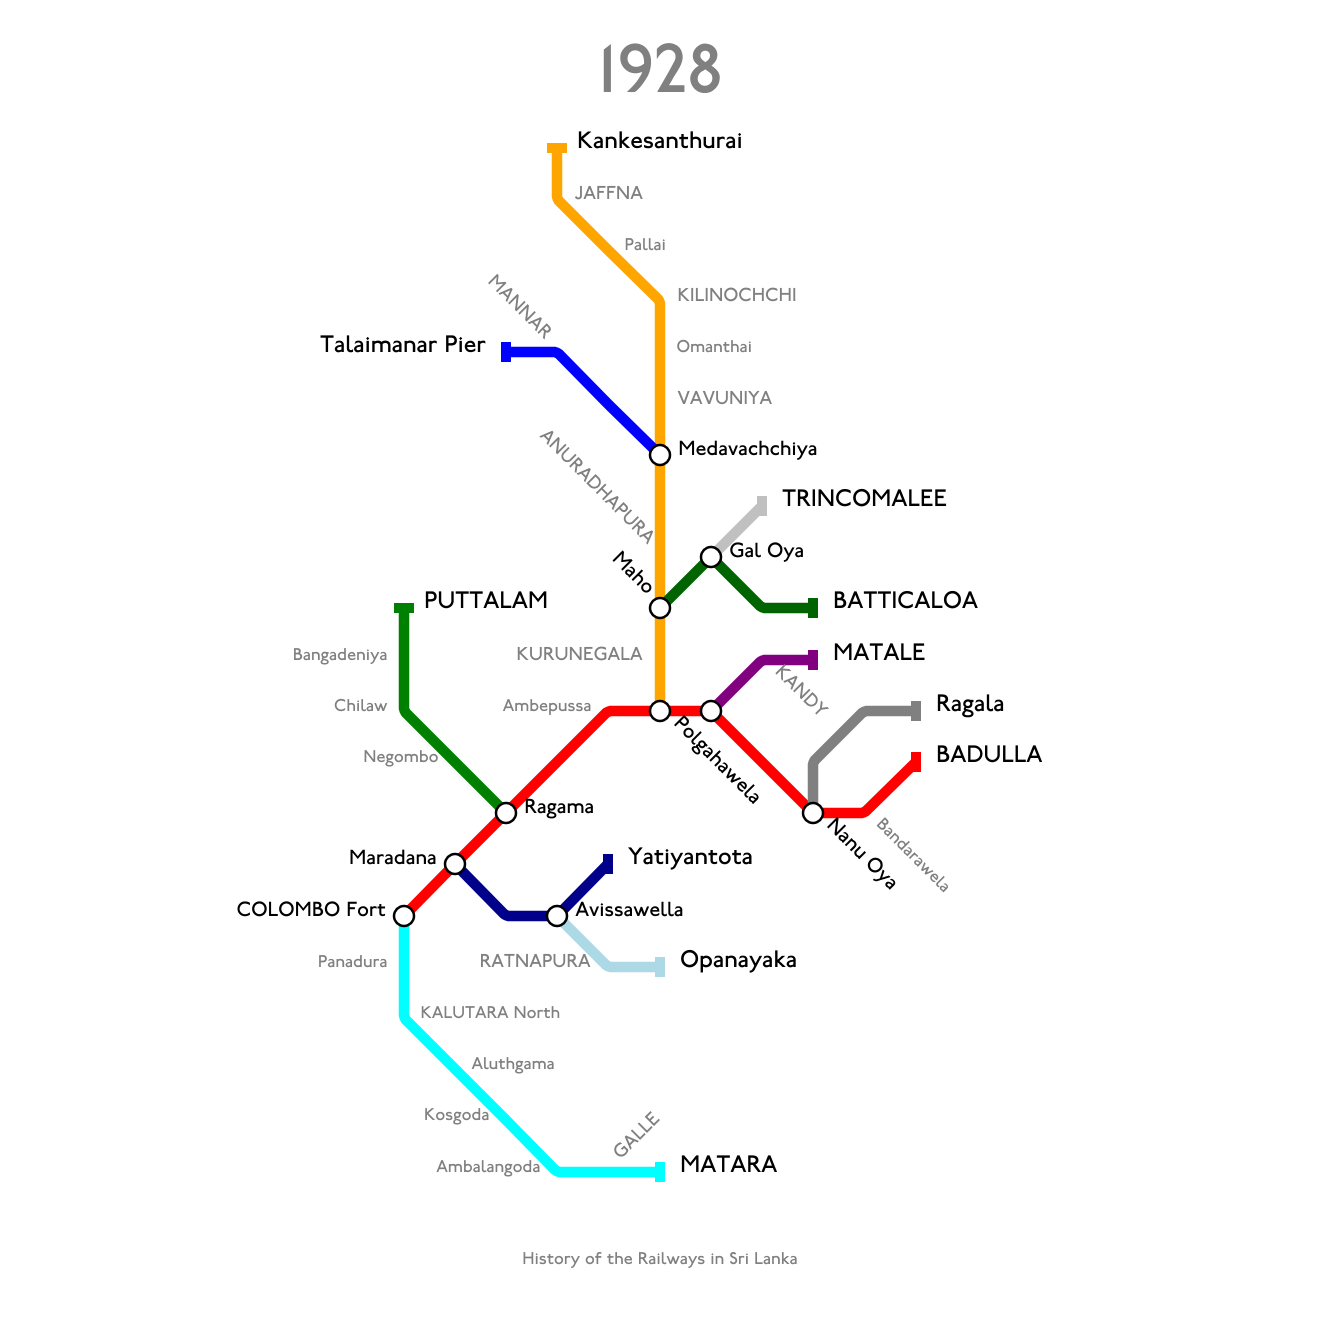 1928
Kankesanthurai
JAFFNA
Pallai
MANNAR
KILINOCHCHI
Talaimanar Pier
Omanthai
VAVUNIYA
Medavachchiya
ANURADHAPURA
TRINCOMALEE
Gal Oya
Maho
PUTTALAM
BATTICALOA
Bangadeniya
KURUNEGALA
MATALE
KANDY
Chilaw
Ambepussa
Polgahawela
Ragala
Negombo
BADULLA
Ragama
Nanu Oya
Bandarawela
Maradana
Yatiyantota
COLOMBO Fort
Avissawella
Panadura
RATNAPURA
Opanayaka
KALUTARA North
Aluthgama
Kosgoda
GALLE
Ambalangoda
MATARA
History of the Railways in Sri Lanka